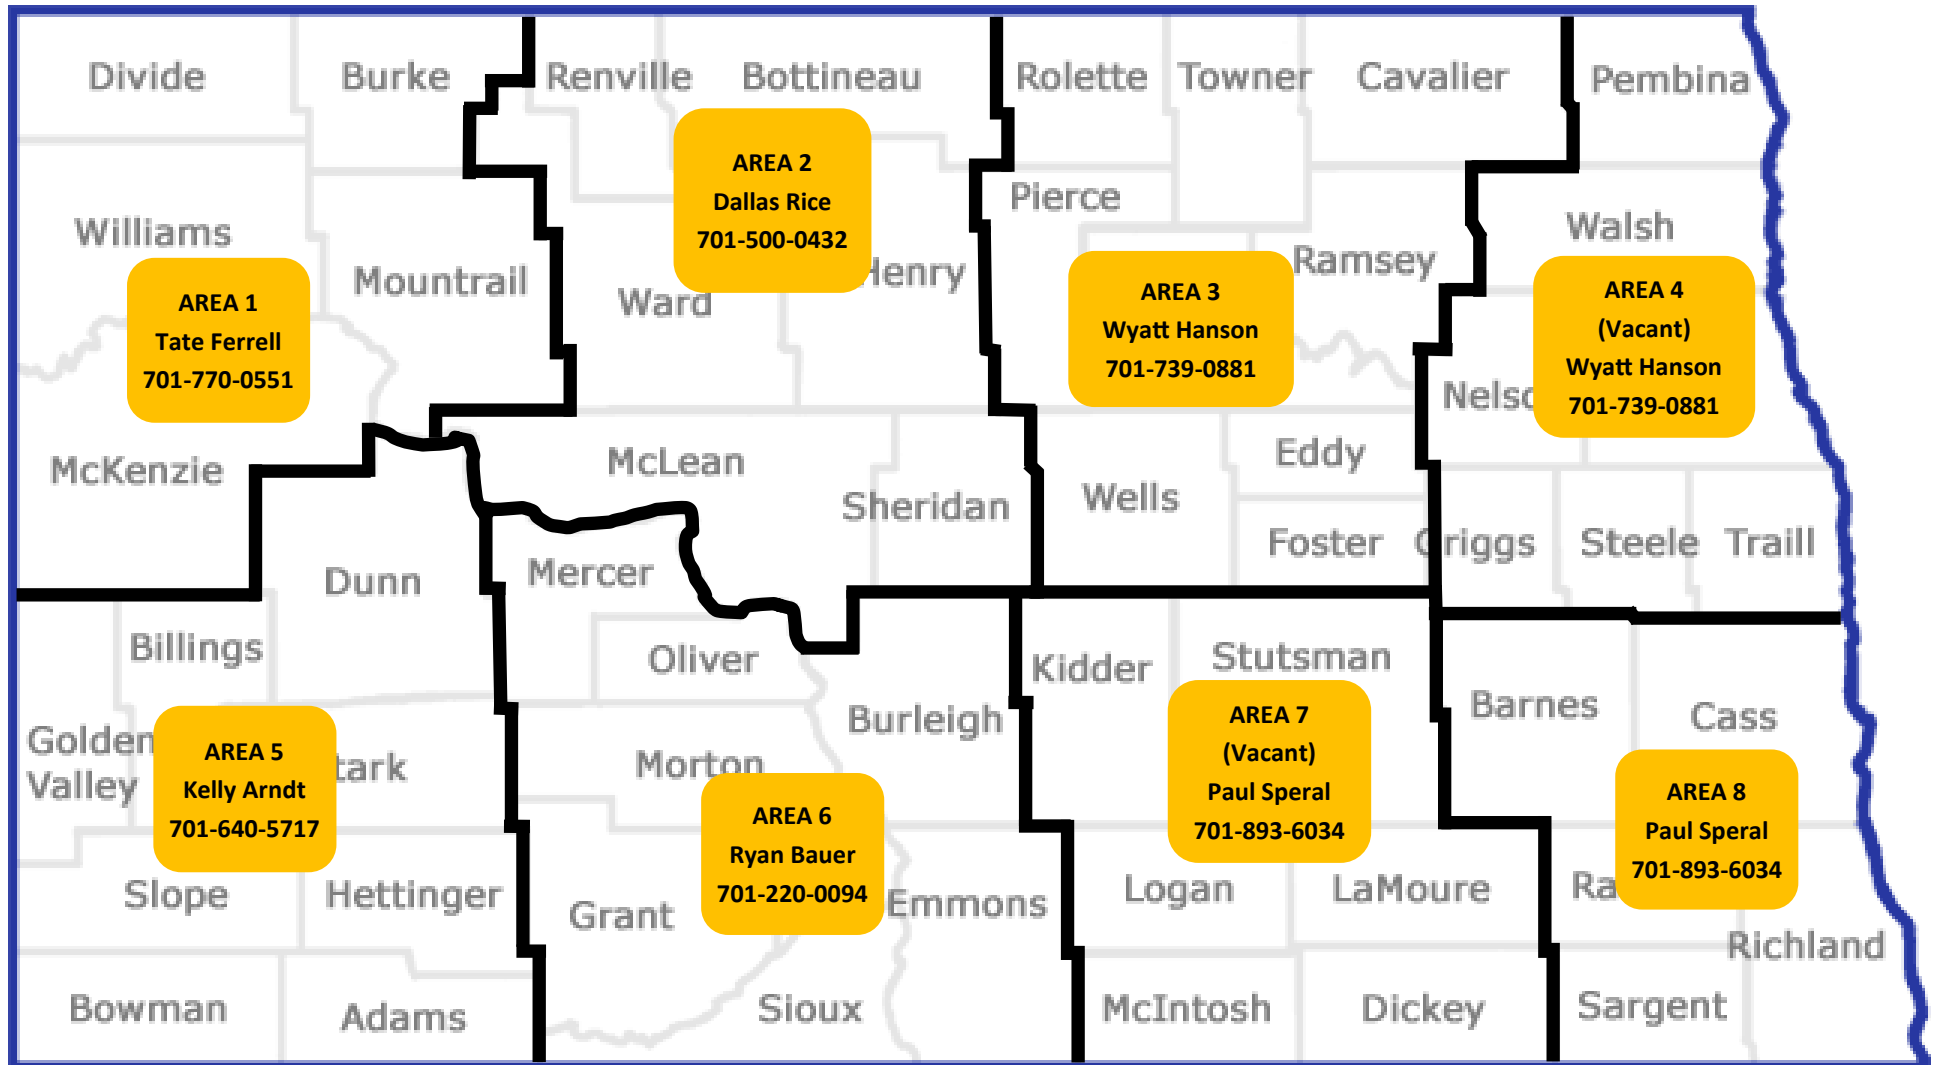 Divide
Burke
Renville
Bottineau
Rolette
Towner
Cavalier
Pembina
Williams
Mountrail
Ward
Henry
Pierce
Ramsey
Walsh
AREA 2
Dallas Rice
701-500-0432
AREA 1
Tate Ferrell
701-770-0551
AREA 3
Wyatt Hanson
701-739-0881
AREA 4
(Vacant)
Wyatt Hanson
701-739-0881
McKenzie
McLean
Sheridan
Wells
Eddy
Foster
Griggs
Steele
Traill
Dunn
Mercer
Billings
Oliver
Burleigh
Kidder
Stutsman
Barnes
Cass
Golden
Valley
Morton
AREA 5
Kelly Arndt
701-640-5717
AREA 6
Ryan Bauer
701-220-0094
AREA 7
(Vacant)
Paul Speral
701-893-6034
AREA 8
Paul Speral
701-893-6034
Slope
Hettinger
Grant
Emmons
Logan
LaMoure
Richland
Bowman
Adams
Sioux
McIntosh
Dickey
Sargent